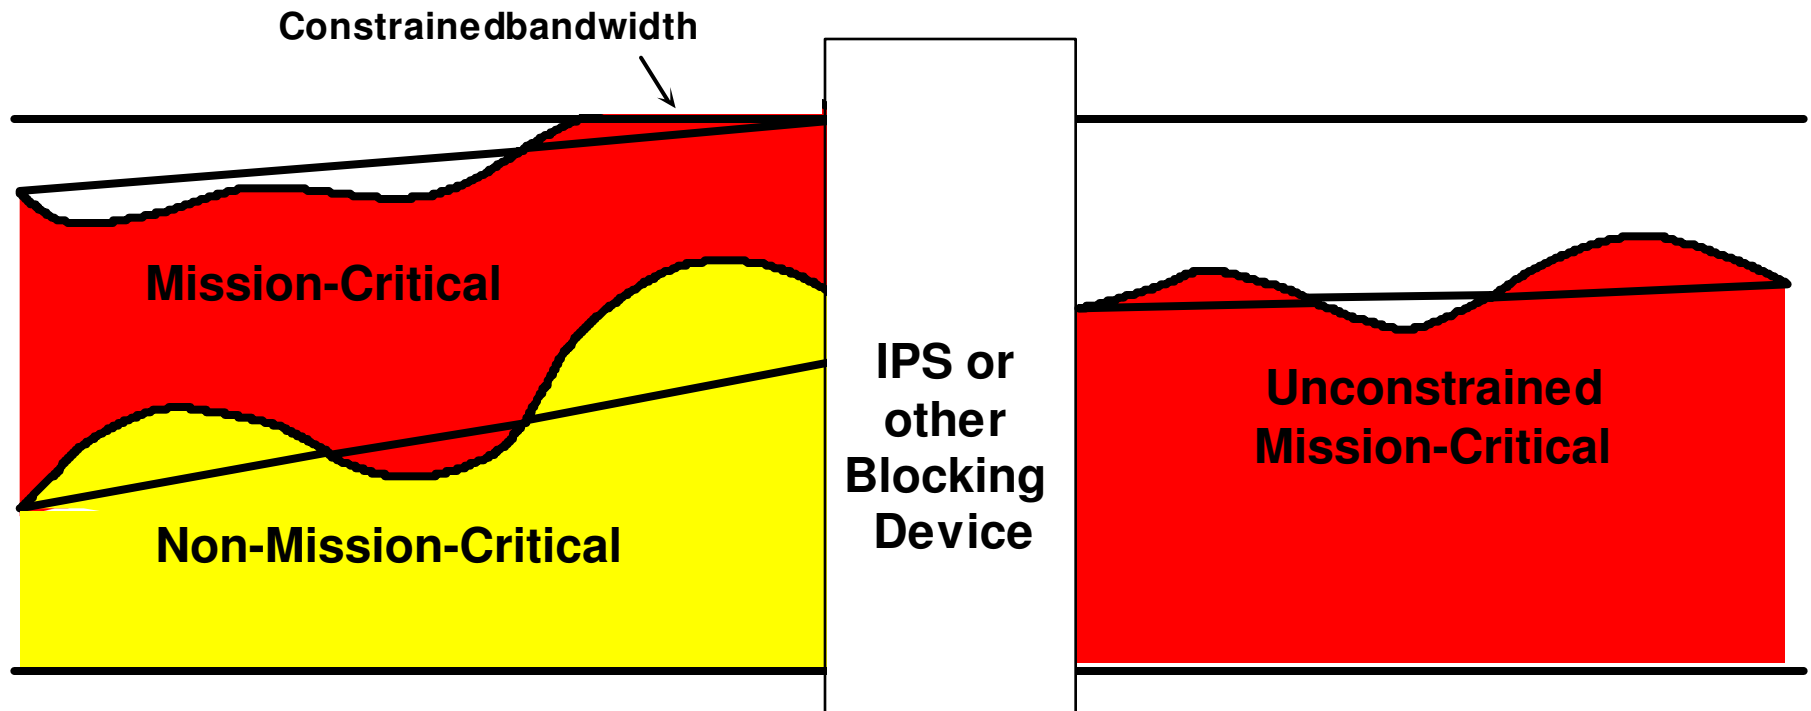 Constrainedbandwidth
Mission-Critical
Non-Mission-Critical
IPS or
other
Blocking
Device
Unconstrained
Mission-Critical